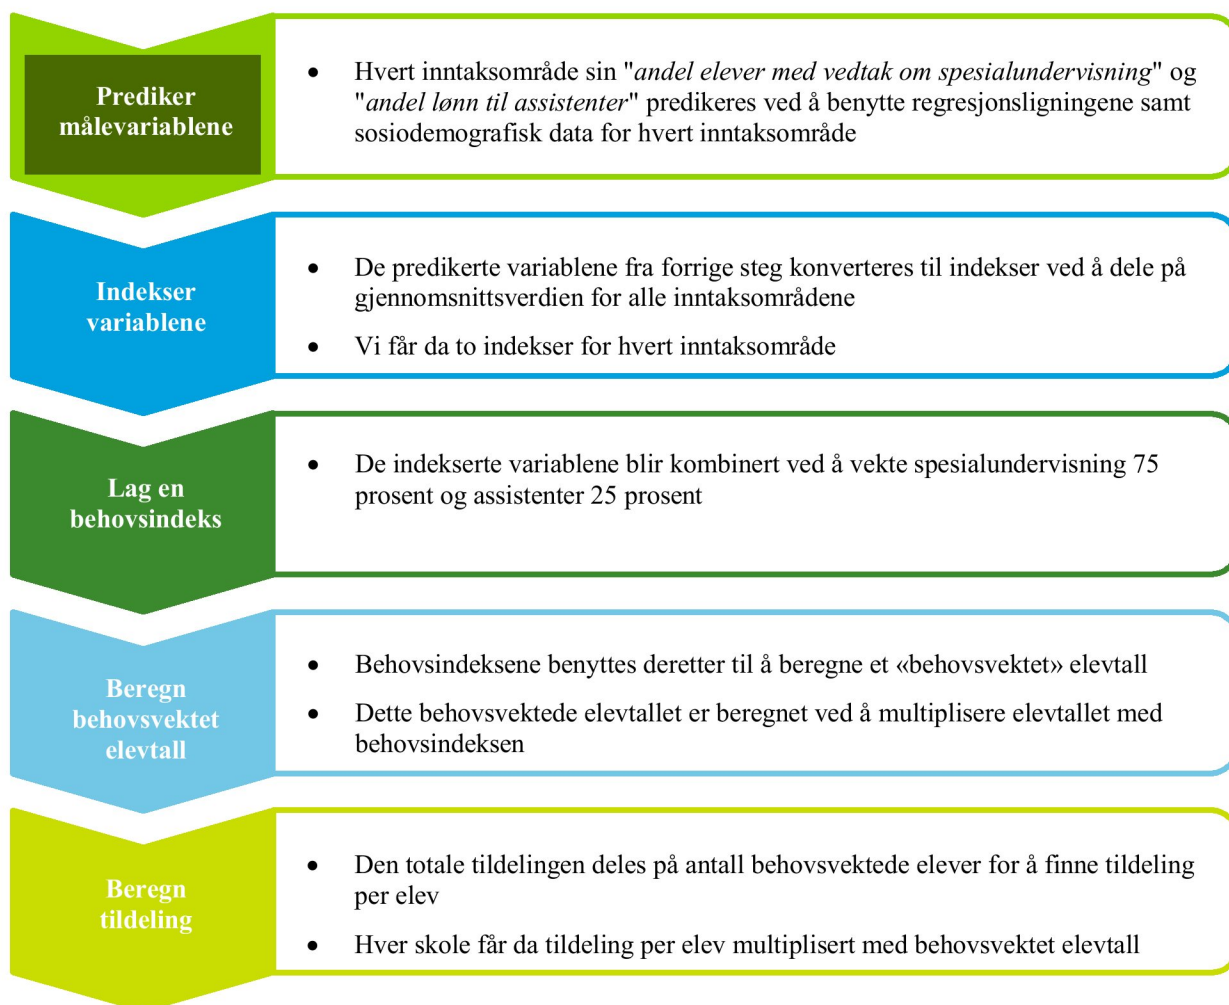 Prediker
målevariablene
• Hvert inntaksområde sin "andel elever med vedtak om spesialundervisning" og
"andel lønn til assistenter" predikeres ved å benytte regresjonsligningene samt
sosiodemografisk data for hvert inntaksområde
Indekser
variablene
• De predikerte variablene fra forrige steg konverteres til indekser ved å dele på
gjennomsnittsverdien for alle inntaksområdene
• Vi får da to indekser for hvert inntaksområde
Lag en
behovsindeks
• De indekserte variablene blir kombinert ved å vekte spesialundervisning 75
prosent og assistenter 25 prosent
Beregn
behovsvektet
elevtall
• Behovsindeksene benyttes deretter til å beregne et «behovsvektet» elevtall
• Dette behovsvektede elevtallet er beregnet ved å multiplisere elevtallet med
behovsindeksen
Beregn
tildeling
• Den totale tildelingen deles på antall behovsvektede elever for å finne tildeling
per elev
• Hver skole får da tildeling per elev multiplisert med behovsvektet elevtall